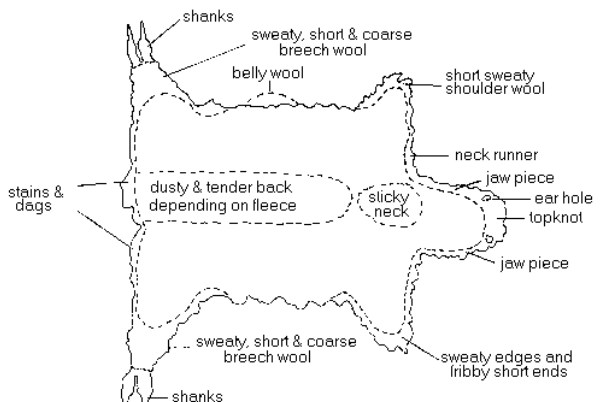 shanks
sweaty, short & coarse
breech wool
belly wool
short sweaty
shoulder wool
neck runner
jaw piece
stains &
dags
dusty & tender back
depending on fleece
slicky
neck
ear hole
topknot
jaw piece
sweaty, short & coarse
breech wool
sweaty edges and
fribby short ends
shanks